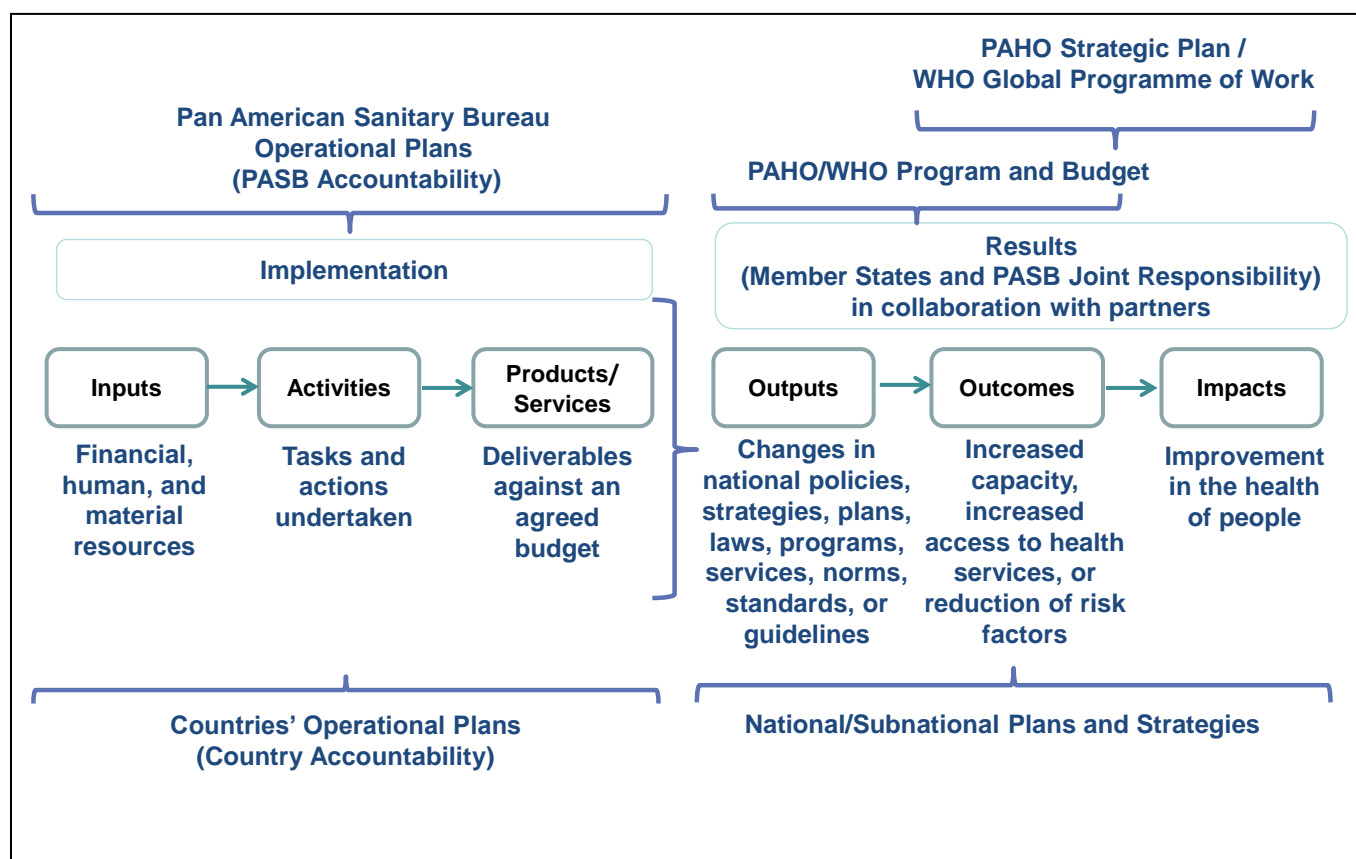 PAHO Strategic Plan /
WHO Global Programme of Work
Pan American Sanitary Bureau
Operational Plans
(PASB Accountability)
PAHO/WHO Program and Budget
Implementation
Results
(Member States and PASB Joint Responsibility)
in collaboration with partners
Inputs
Activities
Products/
Services
Outputs
Outcomes
Impacts
Financial,
human, and
material
resources
Tasks and
actions
undertaken
Deliverables
against an
agreed
budget
Changes in
national policies,
strategies, plans,
laws, programs,
services, norms,
standards, or
guidelines
Increased
capacity,
increased
access to health
services, or
reduction of risk
factors
Improvement
in the health
of people
Countries’ Operational Plans
(Country Accountability)
National/Subnational Plans and Strategies